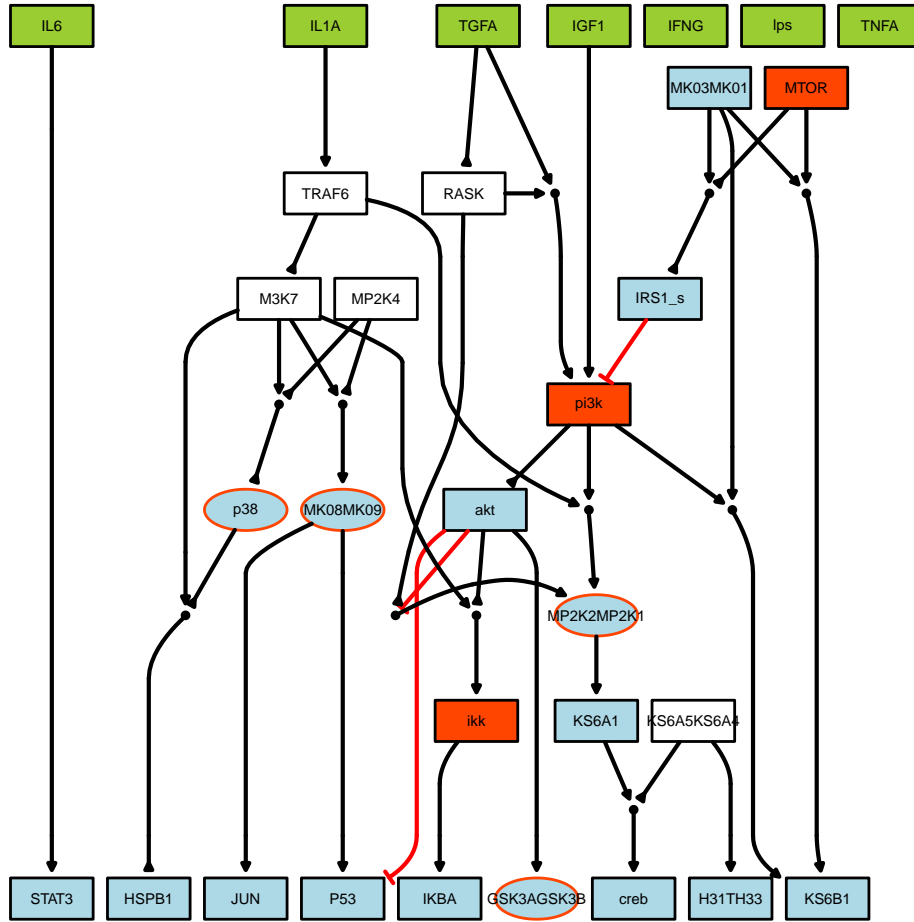 IL6
IL1A
TGFA
IGF1
IFNG
lps
TNFA
MK03MK01
MTOR
TRAF6
RASK
M3K7
MP2K4
IRS1_s
pi3k
p38
MK08MK09
akt
MP2K2MP2K1
ikk
KS6A1
KS6A5KS6A4
STAT3
HSPB1
JUN
P53
IKBA
GSK3AGSK3B
creb
H31TH33
KS6B1